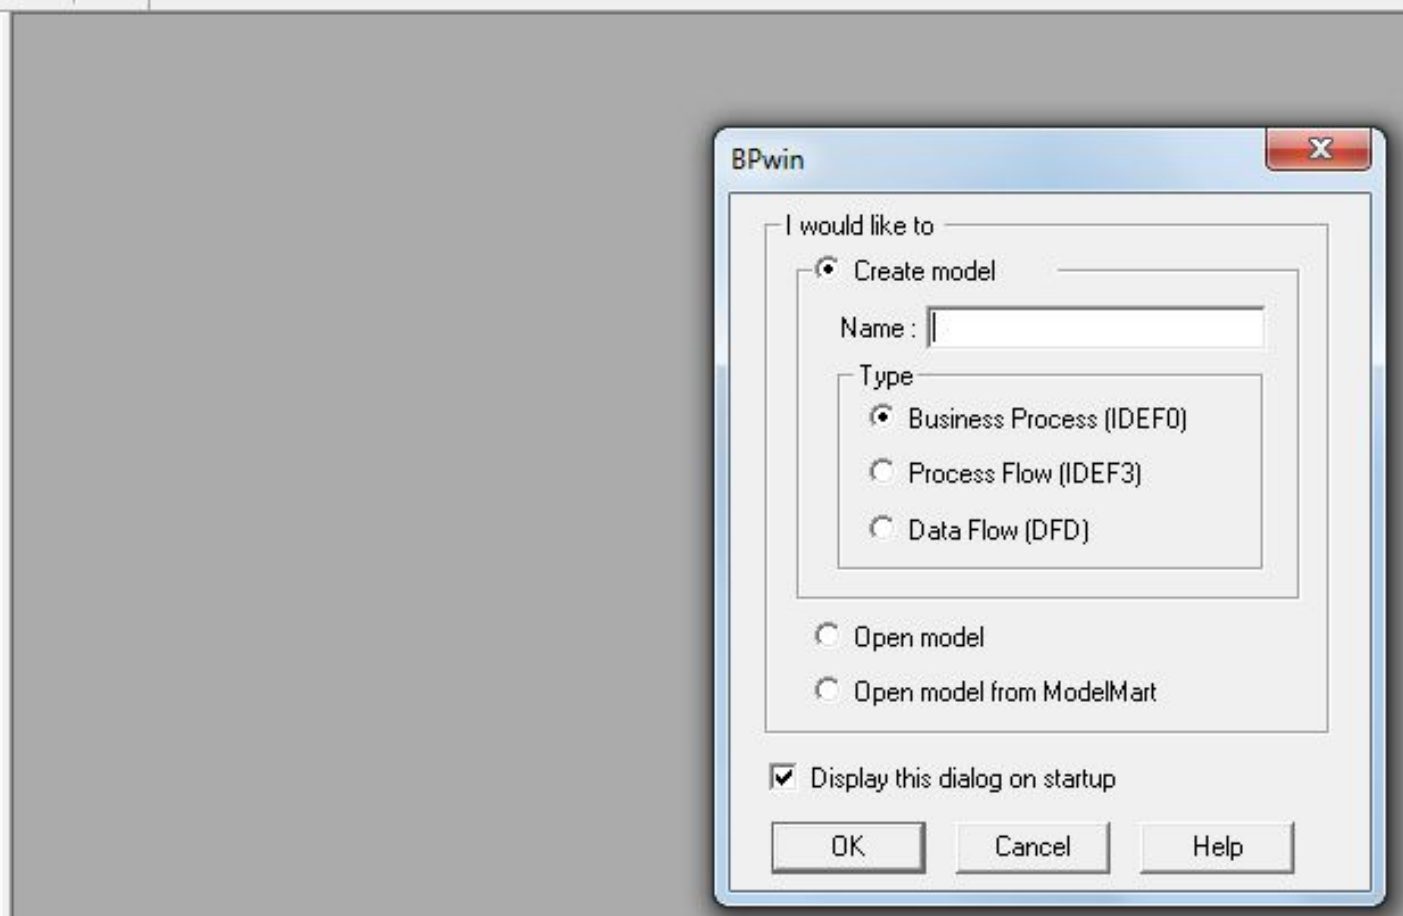 BPwin
I would like to
Create model
Name :
Type
Business Process (IDEF0)
Process Flow (IDEF3)
Data Flow (DFD)
Open model
Open model from ModelMart
Display this dialog on startup
OK Cancel Help